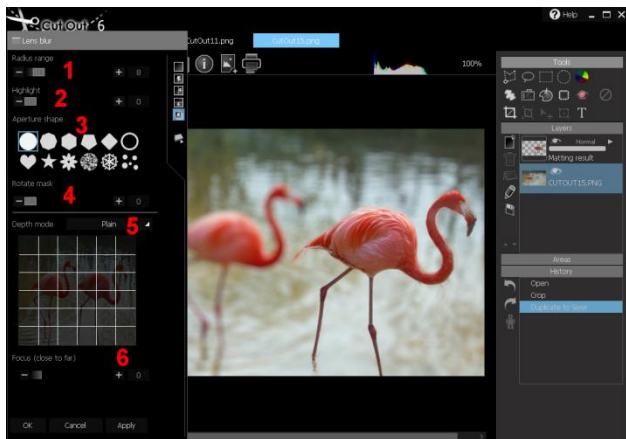 CutOut 6
Help
Lens blur
CutOut11.png
CutOut15.png
Radius range
1
8
100%
Highlight
2
0
Aperture shape
3
Rotate mask
4
0
Depth mode
Plain
5
Focus (close to far)
6
0
OK
Cancel
Apply
Tools
T
Layers
Normal
Matting result
CUTOUT15.PNG
Areas
History
Open
Crop
Duplicate to layer